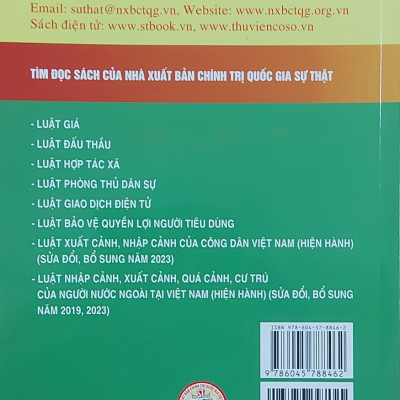 Email: suthat@nxbctqg.vn, Website: www.nxbctqg.org.vn
Sách điện tử: www.stbook.vn, www.thuviencoso.vn
TÌM ĐỌC SÁCH CỦA NHÀ XUẤT BẢN CHÍNH TRỊ QUỐC GIA SỰ THẬT
- LUẬT GIÁ
- LUẬT ĐẤU THẦU
- LUẬT HỢP TÁC XÃ
- LUẬT PHÒNG THỦ DÂN SỰ
- LUẬT GIAO DỊCH ĐIỆN TỬ
- LUẬT BẢO VỆ QUYỀN LỢI NGƯỜI TIÊU DÙNG
- LUẬT XUẤT CẢNH, NHẬP CẢNH CỦA CÔNG DÂN VIỆT NAM (HIỆN HÀNH)
(SỬA ĐỔI, BỔ SUNG NĂM 2023)
- LUẬT NHẬP CẢNH, XUẤT CẢNH, QUÁ CẢNH, CƯ TRÚ
CỦA NGƯỜI NƯỚC NGOÀI TẠI VIỆT NAM (HIỆN HÀNH) (SỬA ĐỔI, BỔ SUNG
NĂM 2019, 2023)
ISBN 978-604-57-8846-2
9 786045 788462